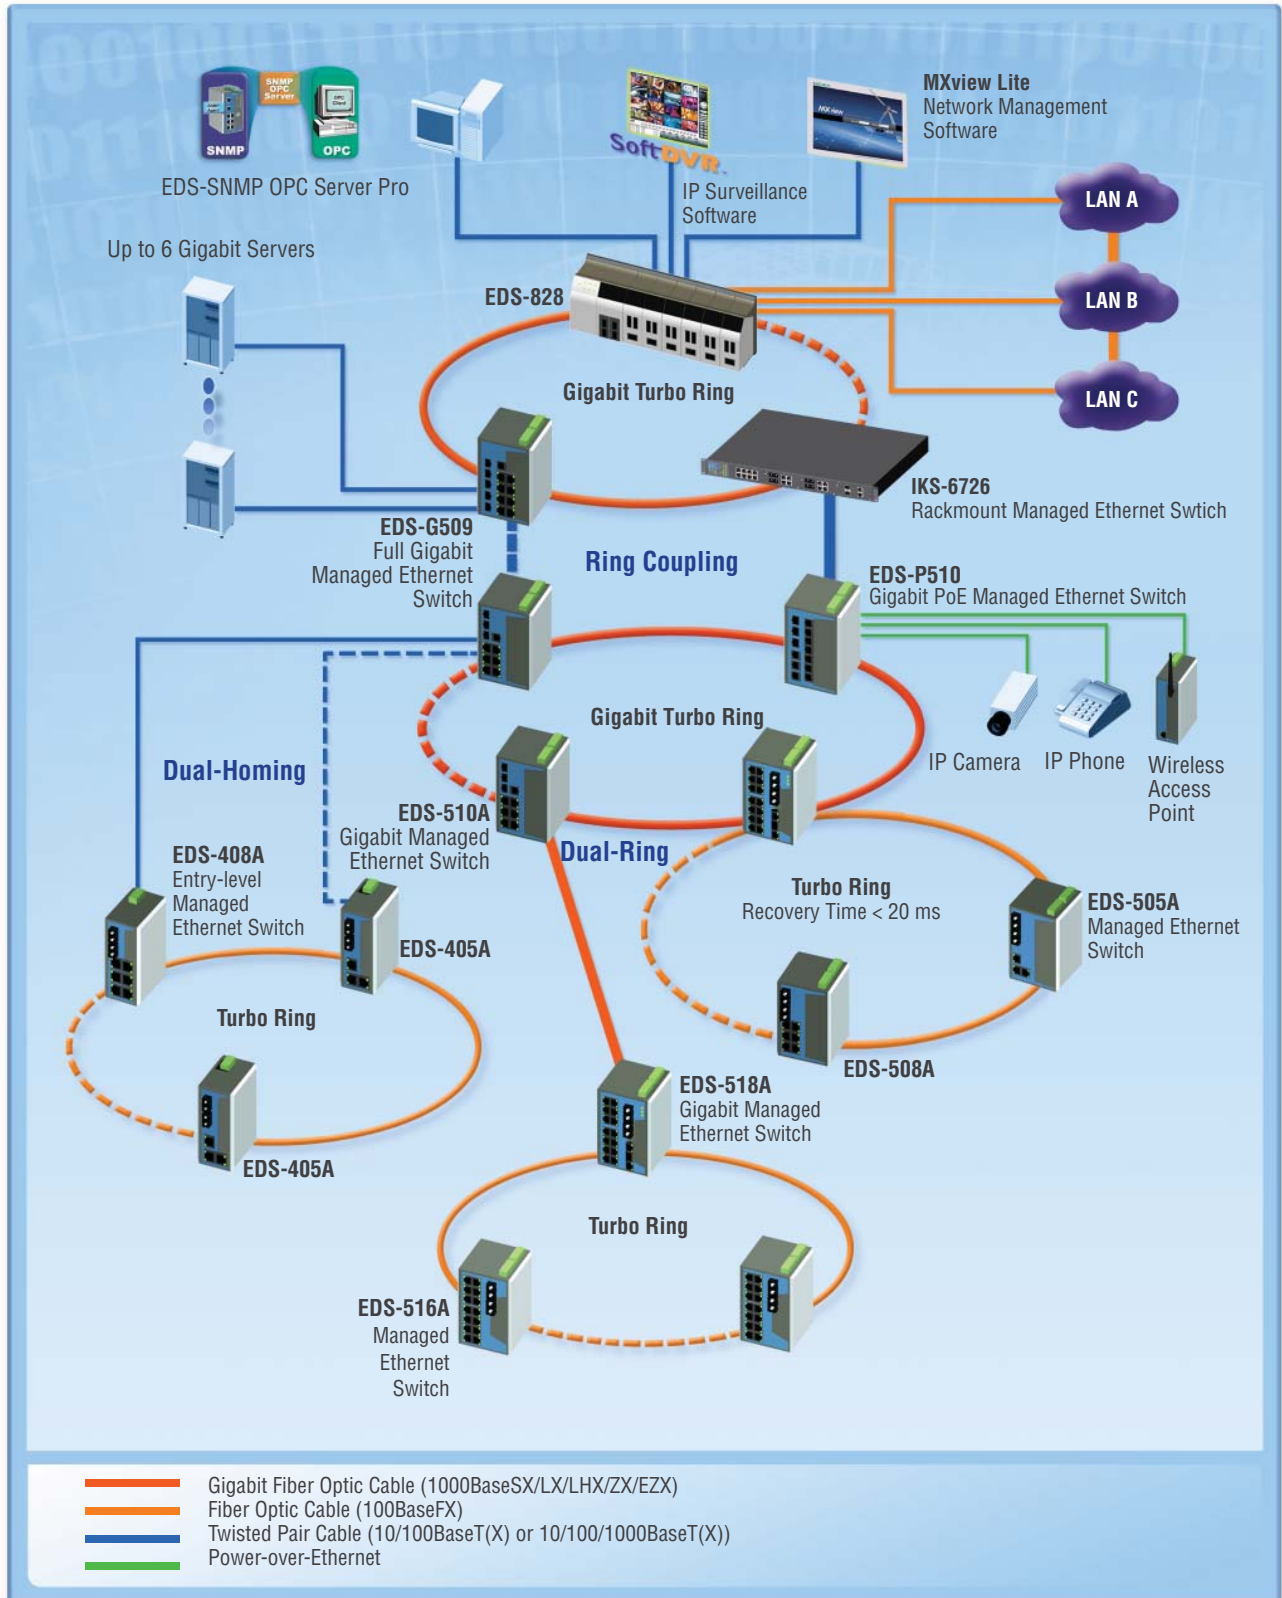 SNMP
OPC
Server
OPC
Client
SNMP
OPC
EDS-SNMP OPC Server Pro
SoftDVR
IP Surveillance
Software
MXview
MXview Lite
Network Management
Software
LAN A
LAN B
LAN C
Up to 6 Gigabit Servers
EDS-828
Gigabit Turbo Ring
IKS-6726
Rackmount Managed Ethernet Swtich
EDS-G509
Full Gigabit
Managed Ethernet
Switch
Ring Coupling
EDS-P510
Gigabit PoE Managed Ethernet Switch
Gigabit Turbo Ring
IP Camera
IP Phone
Wireless
Access
Point
Dual-Homing
EDS-510A
Gigabit Managed
Ethernet Switch
Dual-Ring
EDS-408A
Entry-level
Managed
Ethernet Switch
EDS-405A
Turbo Ring
Recovery Time < 20 ms
EDS-505A
Managed Ethernet
Switch
Turbo Ring
EDS-405A
EDS-508A
EDS-518A
Gigabit Managed
Ethernet Switch
Turbo Ring
EDS-516A
Managed
Ethernet
Switch
Gigabit Fiber Optic Cable (1000BaseSX/LX/LHX/ZX/EZX)
Fiber Optic Cable (100BaseFX)
Twisted Pair Cable (10/100BaseT(X) or 10/100/1000BaseT(X))
Power-over-Ethernet